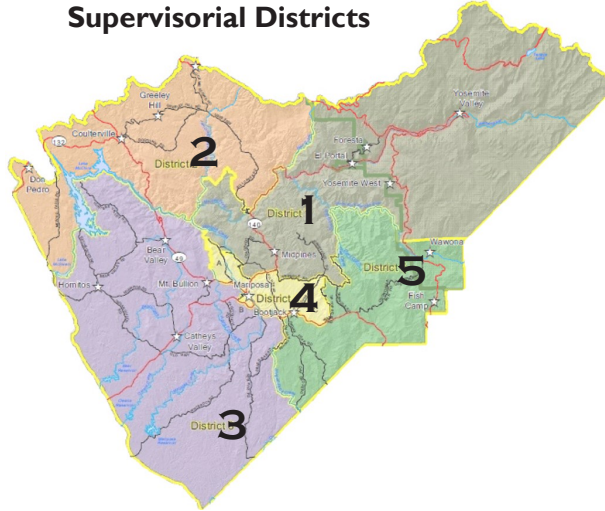 Supervisorial Districts
Greeley
Hill
Yosemite
Valley
132
Coulterville
Foresta
El Portal
District
2
Don
Pedro
Yosemite West
1
District
140
Bear
Valley
49
Midpines
Wawona
District
5
A
Hornitos
Mt. Bullion
Mariposa
District
4
Fish
Camp
B
Bootjack
Catheys
Valley
District
3